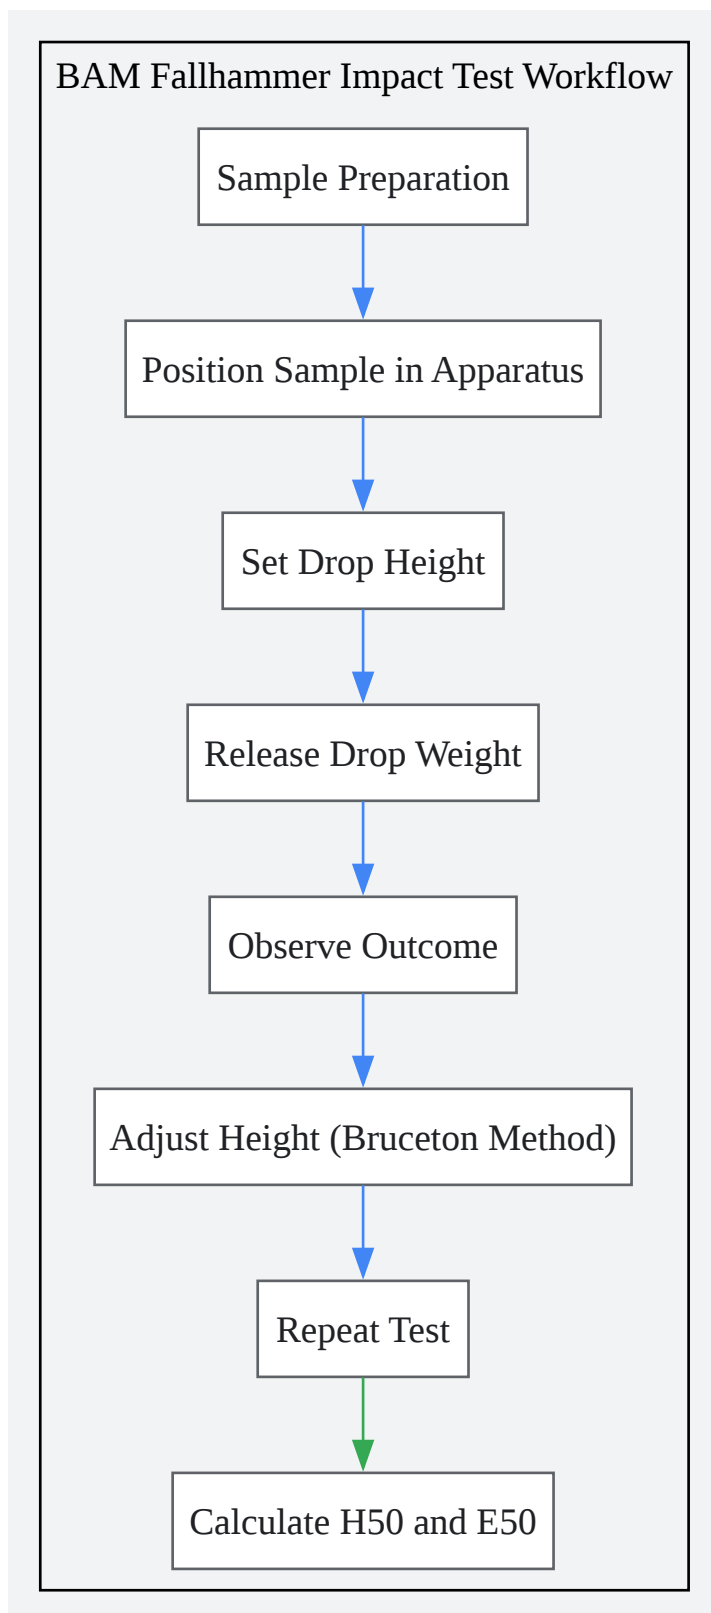 BAM Fallhammer Impact Test Workflow
Sample Preparation
Position Sample in Apparatus
Set Drop Height
Release Drop Weight
Observe Outcome
Adjust Height (Bruceton Method)
Repeat Test
Calculate H50 and E50